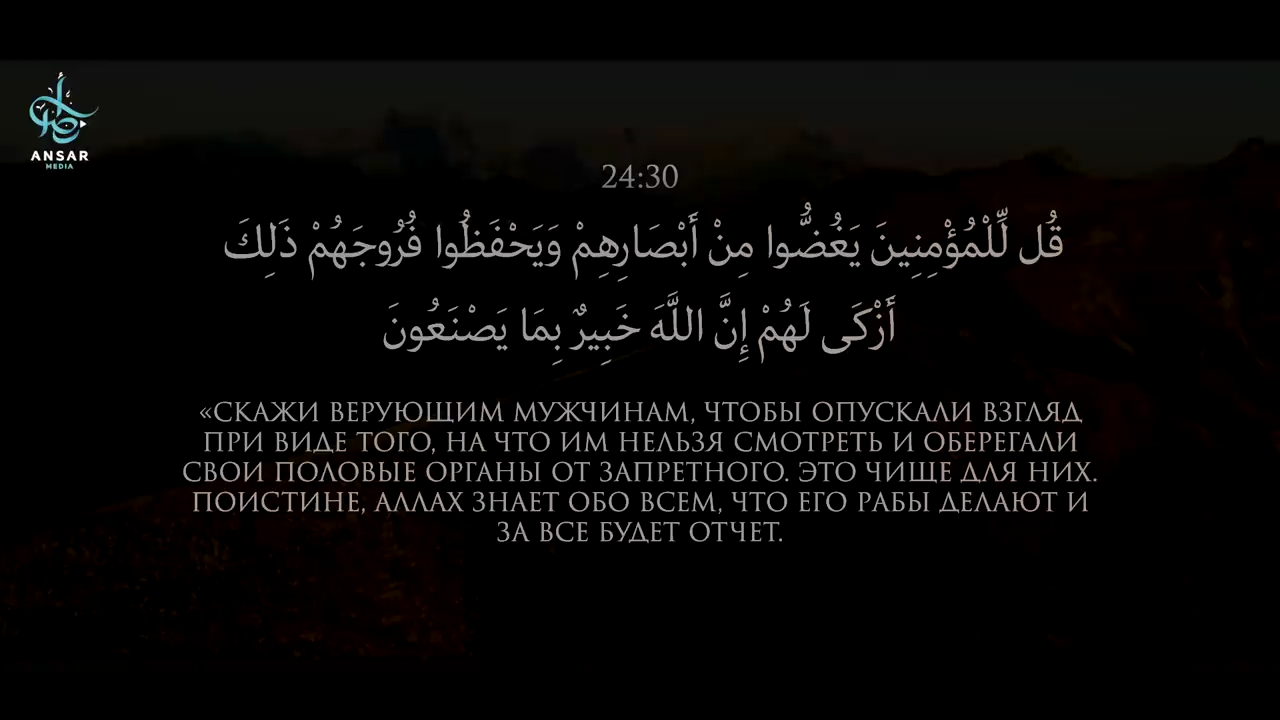 ANSAR
MEDIA
24:30
قُل لِّلْمُؤْمِنِينَ يَغُضُّوا مِنْ أَبْصَارِهِمْ وَيَحْفَظُوا فُرُوجَهُمْ ذَلِكَ
أَزْكَى لَهُمْ إِنَّ اللَّهَ خَبِيرٌ بِمَا يَصْنَعُونَ
«СКАЖИ ВЕРУЮЩИМ МУЖЧИНАМ, ЧТОБЫ ОПУСКАЛИ ВЗГЛЯД
ПРИ ВИДЕ ТОГО, НА ЧТО ИМ НЕЛЬЗЯ СМОТРЕТЬ И ОБЕРЕГАЛИ
СВОИ ПОЛОВЫЕ ОРГАНЫ ОТ ЗАПРЕТНОГО. ЭТО ЧИЩЕ ДЛЯ НИХ.
ПОИСТИНЕ, АЛЛАХ ЗНАЕТ ОБО ВСЕМ, ЧТО ЕГО РАБЫ ДЕЛАЮТ И
ЗА ВСЕ БУДЕТ ОТЧЕТ.